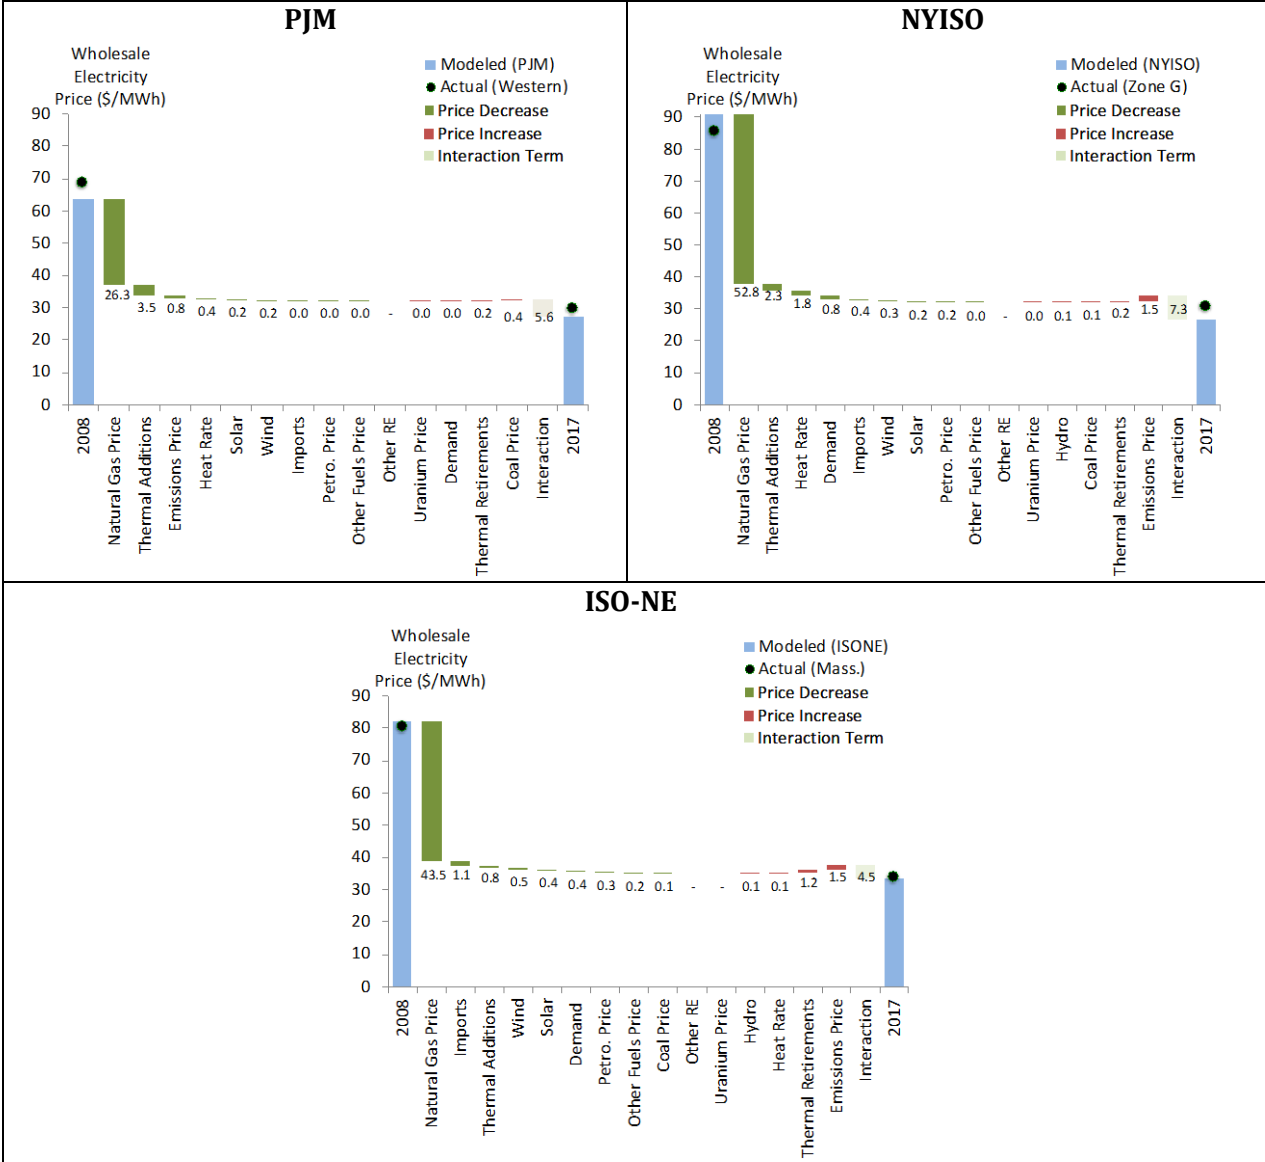 PJM
Wholesale
Electricity
Price ($/MWh)
Modeled (PJM)
Actual (Western)
Price Decrease
Price Increase
Interaction Term
90
80
70
60
50
40
30
20
10
0
26.3
3.5
0.8
0.4
0.2
0.2
0.0
0.0
0.0
-
0.0
0.0
0.2
0.4
5.6
2008
Natural Gas Price
Thermal Additions
Emissions Price
Heat Rate
Solar
Wind
Imports
Petro. Price
Other Fuels Price
Other RE
Uranium Price
Demand
Thermal Retirements
Coal Price
Interaction
2017
NYISO
Wholesale
Electricity
Price ($/MWh)
Modeled (NYISO)
Actual (Zone G)
Price Decrease
Price Increase
Interaction Term
90
80
70
60
50
40
30
20
10
0
52.8
2.3
1.8
0.8
0.4
0.3
0.2
0.2
0.0
-
0.0
0.1
0.1
0.2
1.5
7.3
2008
Natural Gas Price
Thermal Additions
Heat Rate
Demand
Imports
Wind
Solar
Petro. Price
Other Fuels Price
Other RE
Uranium Price
Hydro
Coal Price
Thermal Retirements
Emissions Price
Interaction
2017
ISO-NE
Wholesale
Electricity
Price ($/MWh)
Modeled (ISONE)
Actual (Mass.)
Price Decrease
Price Increase
Interaction Term
90
80
70
60
50
40
30
20
10
0
43.5
1.1
0.8
0.5
0.4
0.4
0.3
0.2
0.1
-
-
0.1
0.1
1.2
1.5
4.5
2008
Natural Gas Price
Imports
Thermal Additions
Wind
Solar
Demand
Petro. Price
Other Fuels Price
Coal Price
Other RE
Uranium Price
Hydro
Heat Rate
Thermal Retirements
Emissions Price
Interaction
2017